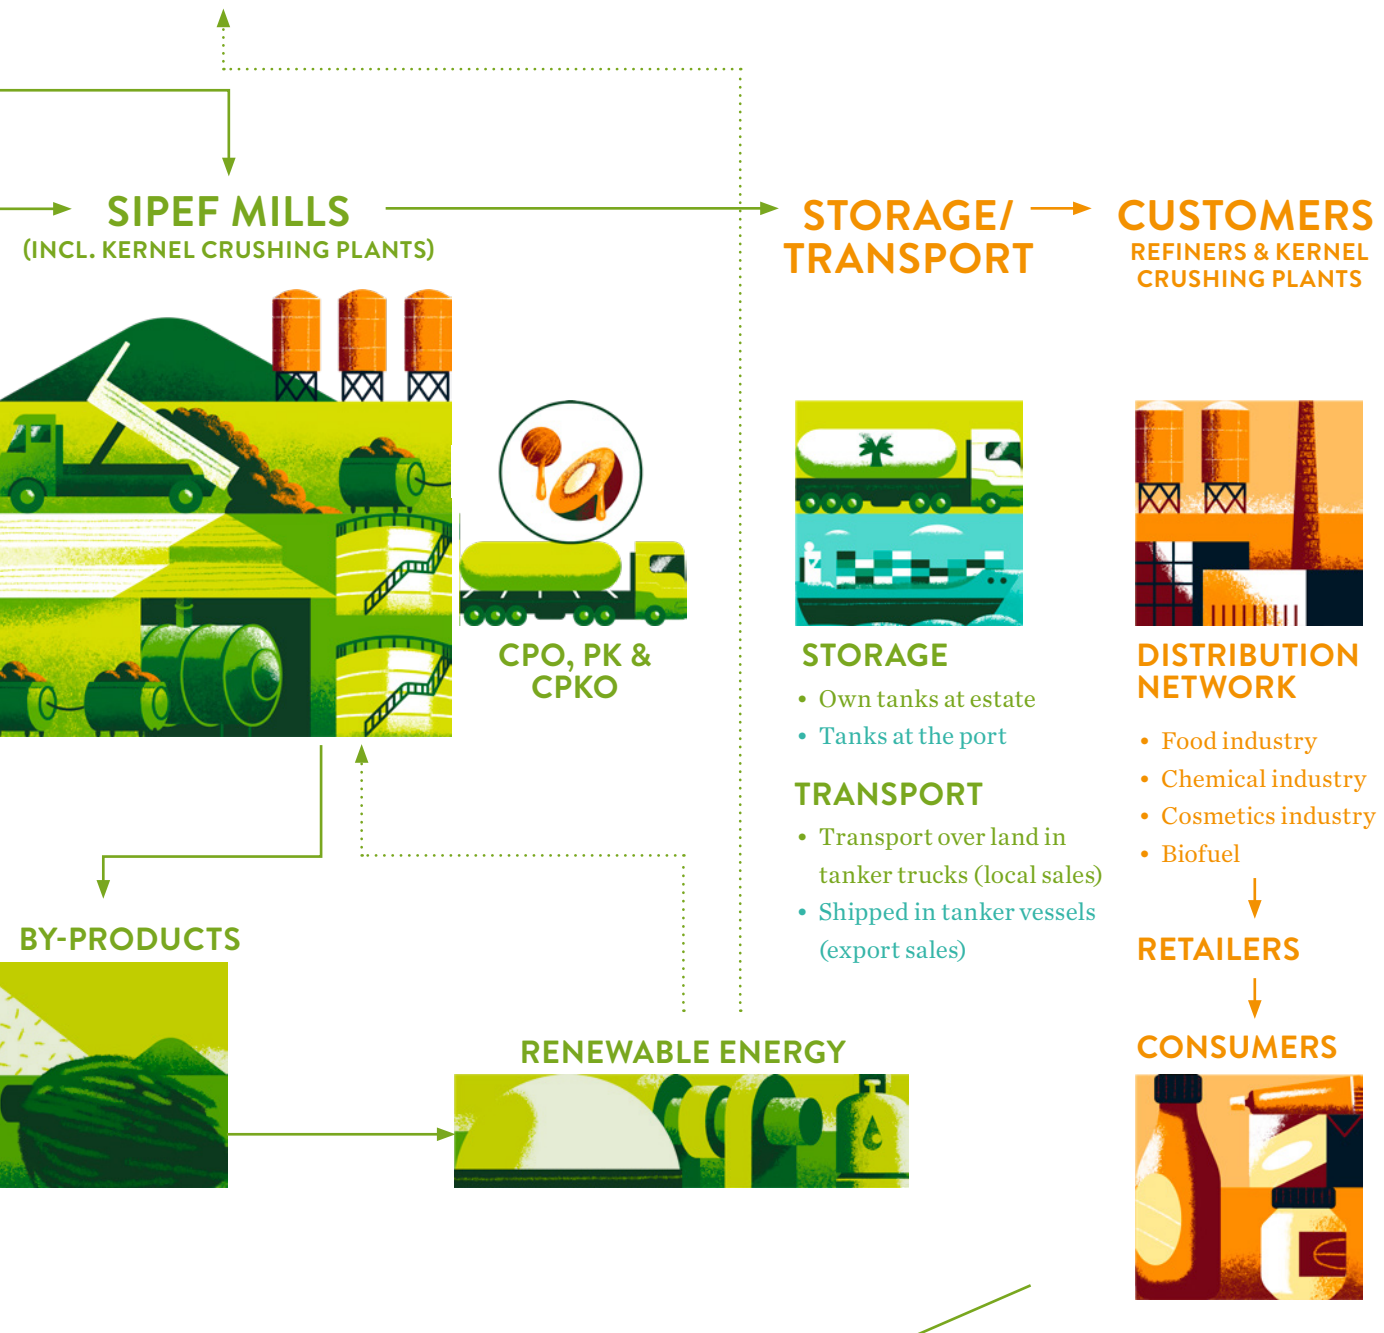 SIPEF MILLS
(INCL. KERNEL CRUSHING PLANTS)
STORAGE/
TRANSPORT
CUSTOMERS
REFINERS & KERNEL
CRUSHING PLANTS
CPO, PK &
CPKO
STORAGE
• Own tanks at estate
• Tanks at the port
TRANSPORT
• Transport over land in
tanker trucks (local sales)
• Shipped in tanker vessels
(export sales)
DISTRIBUTION
NETWORK
• Food industry
• Chemical industry
• Cosmetics industry
• Biofuel
RETAILERS
CONSUMERS
BY-PRODUCTS
RENEWABLE ENERGY